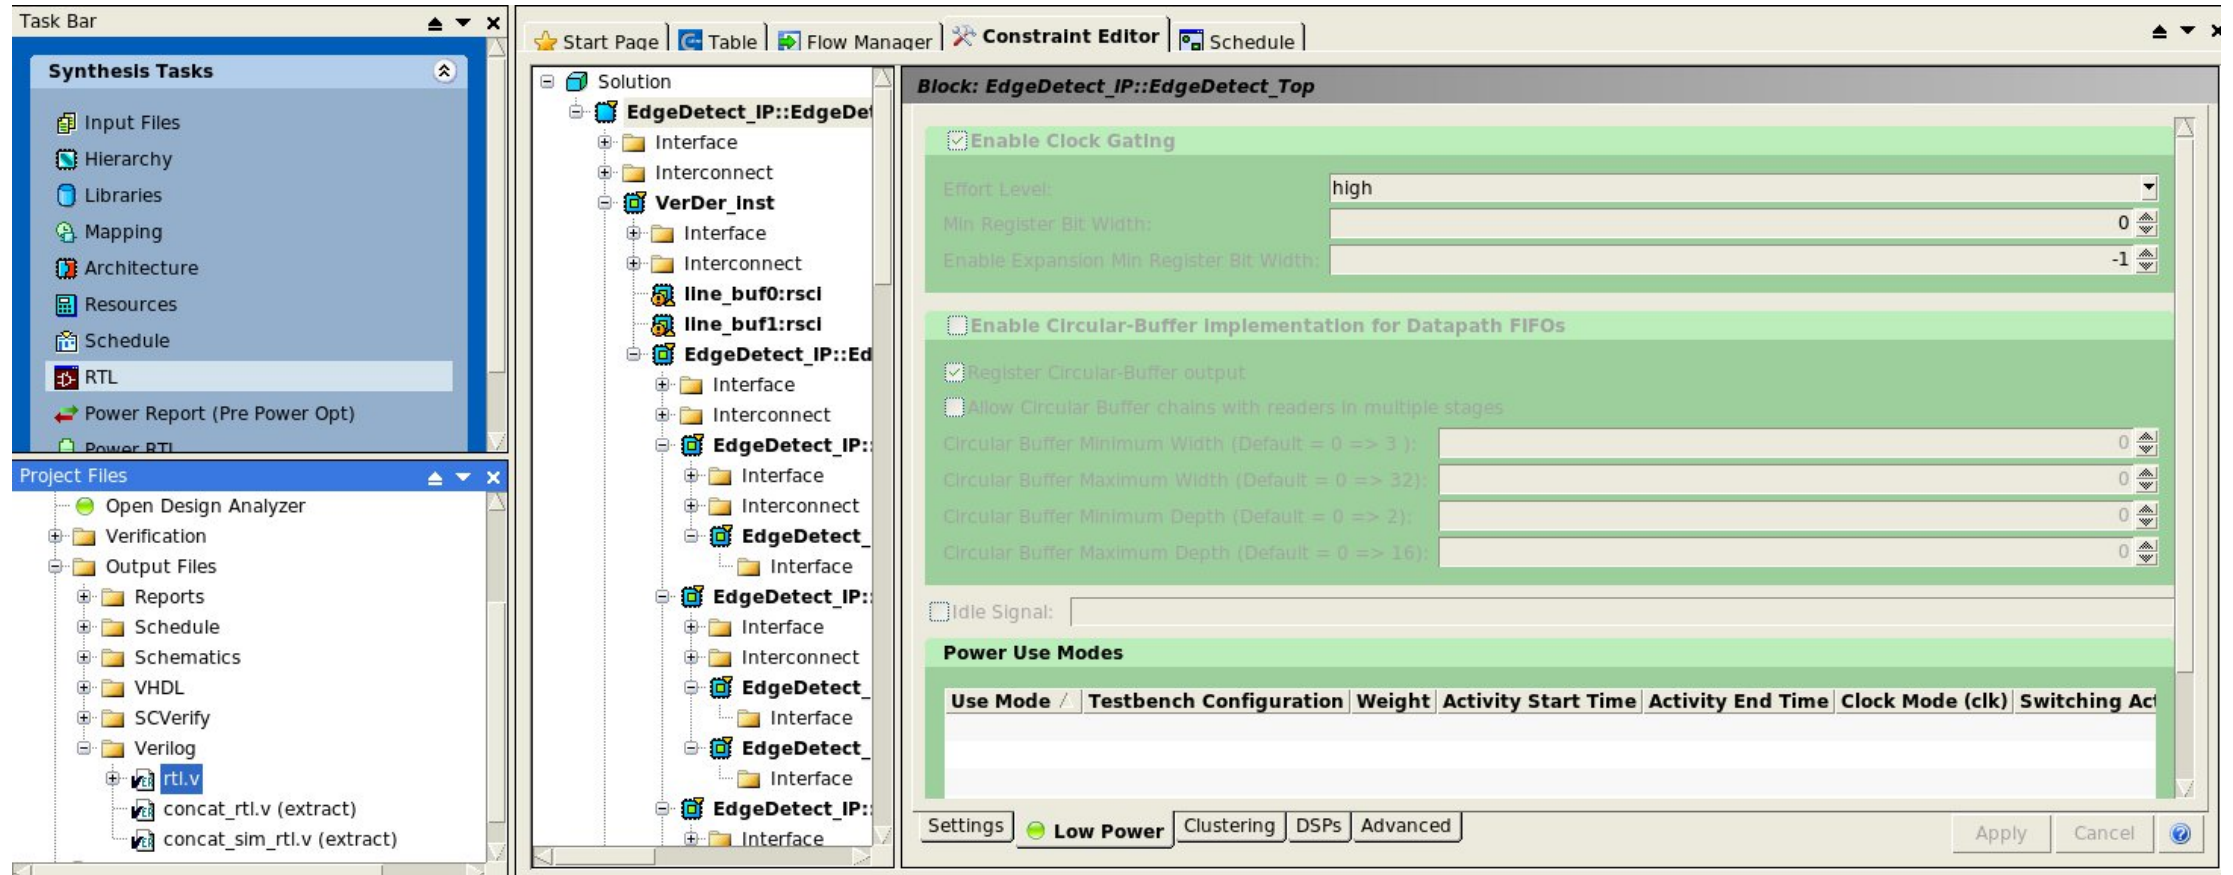 Task Bar
Synthesis Tasks
Input Files
Hierarchy
Libraries
Mapping
Architecture
Resources
Schedule
RTL
Power Report (Pre Power Opt)
Power RTL
Project Files
Open Design Analyzer
Verification
Output Files
Reports
Schedule
Schematics
VHDL
SCVerify
Verilog
rtl.v
concat_rtl.v (extract)
concat_sim_rtl.v (extract)
Start Page Table Flow Manager Constraint Editor Schedule
Solution
EdgeDetect_IP::EdgeDet
Interface
Interconnect
VerDer_inst
Interface
Interconnect
line_buf0:rsci
line_buf1:rsci
EdgeDetect_IP::Ed
Interface
Interconnect
EdgeDetect_IP::
Interface
Interconnect
EdgeDetect_
Interface
EdgeDetect_IP::
Interface
Interconnect
EdgeDetect_
Interface
EdgeDetect_
Interface
EdgeDetect_IP::
Interface
Block: EdgeDetect_IP::EdgeDetect_Top
Enable Clock Gating
Effort Level: high
Min Register Bit Width: 0
Enable Expansion Min Register Bit Width: -1
Enable Circular-Buffer Implementation for Datapath FIFOs
Register Circular-Buffer output
Allow Circular Buffer chains with readers in multiple stages
Circular Buffer Minimum Width (Default = 0 => 3 ): 0
Circular Buffer Maximum Width (Default = 0 => 32): 0
Circular Buffer Minimum Depth (Default = 0 => 2): 0
Circular Buffer Maximum Depth (Default = 0 => 16): 0
Idle Signal:
Power Use Modes
Use Mode Testbench Configuration Weight Activity Start Time Activity End Time Clock Mode (clk) Switching Act
Settings Low Power Clustering DSPs Advanced
Apply Cancel